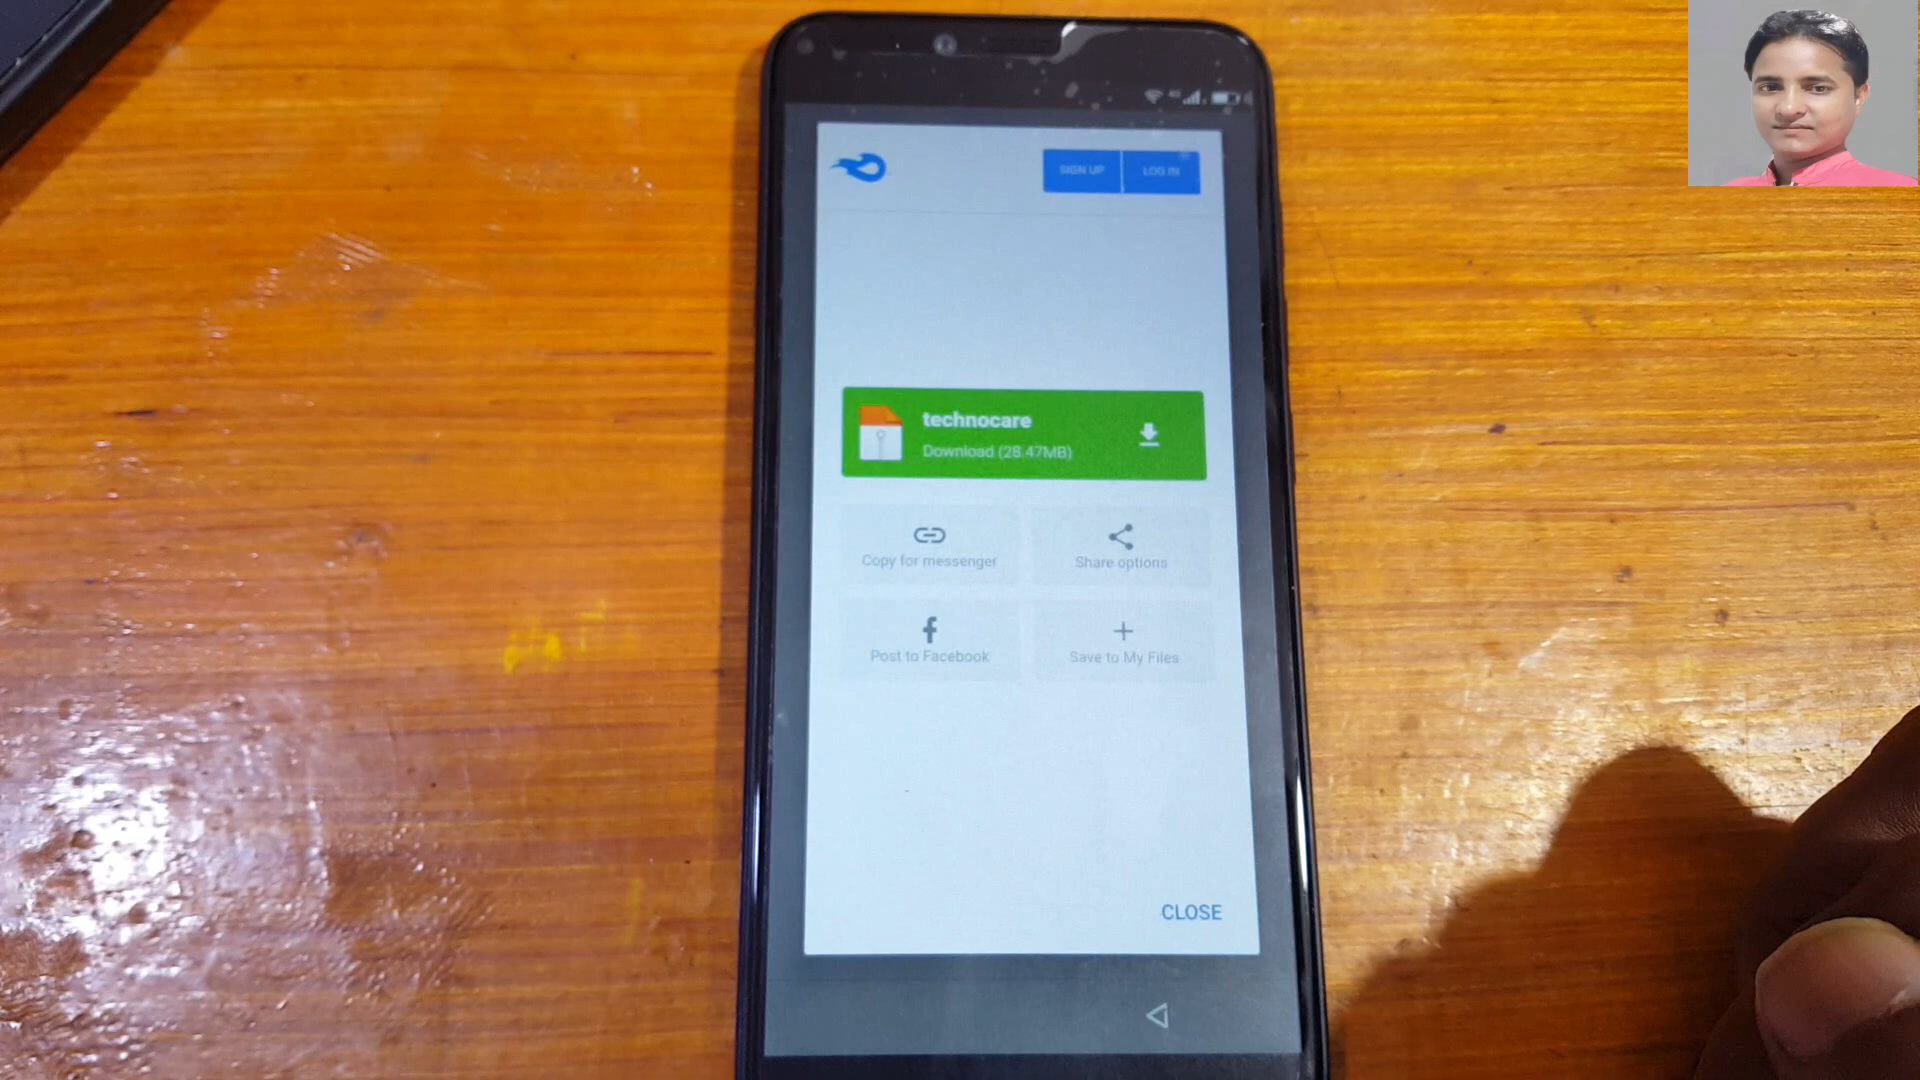 SIGN UP
LOG IN
technocare
Download (28.47MB)
Copy for messenger
Share options
Post to Facebook
Save to My Files
CLOSE